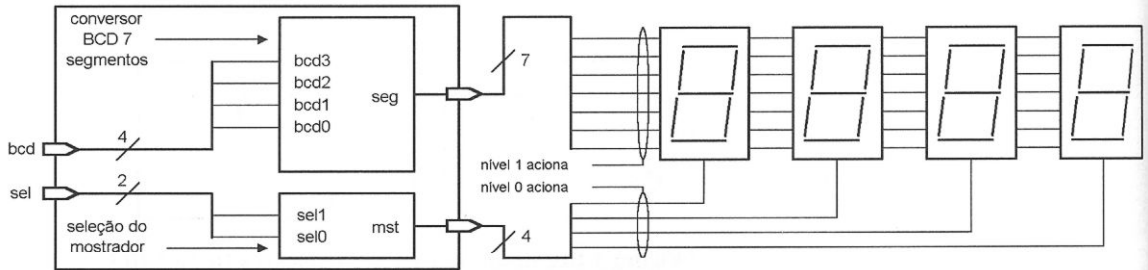 conversor
BCD 7
segmentos
bcd3
bcd2
bcd1
bcd0
seg
7
bcd
4
sel
2
nível 1 aciona
nível 0 aciona
sel1
sel0
mst
4
seleção do
mostrador